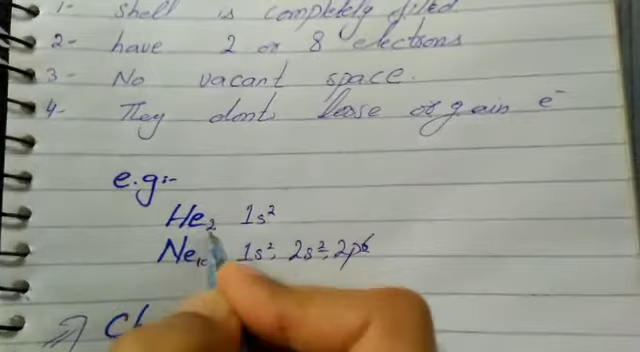 1- Shell is completely filled
2- have 2 or 8 electrons
3- No vacant space.
4- They dont loose or gain e⁻
e.g:-
He₂ 1s²
Ne₁₀ 1s², 2s², 2p⁶